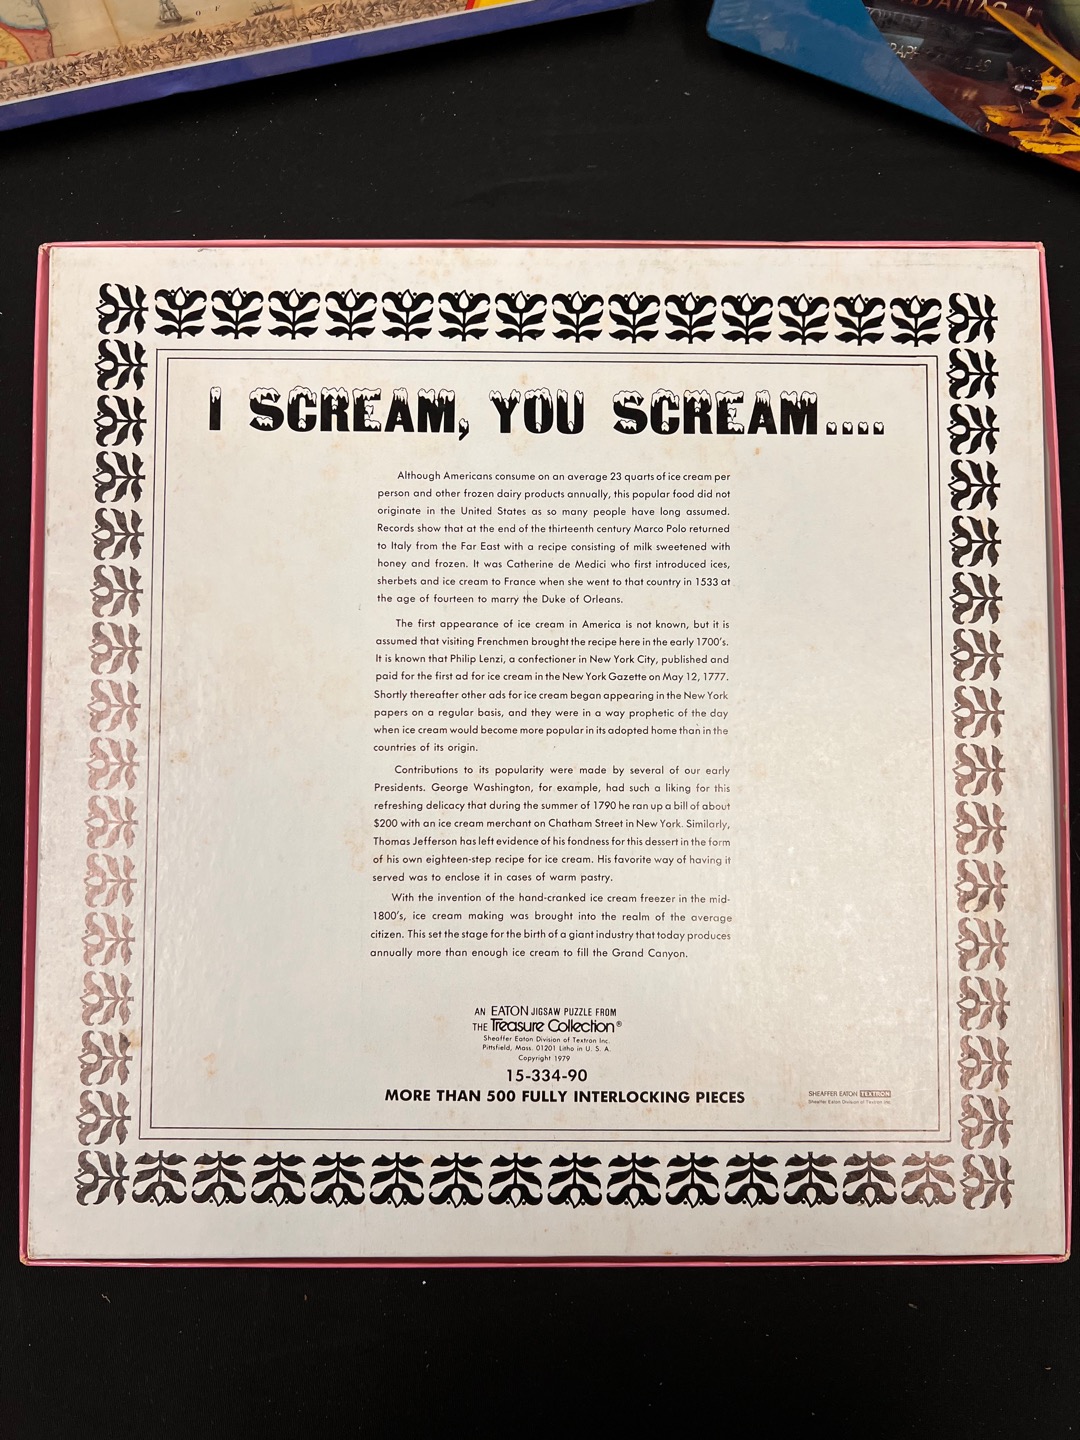 OF
I SCREAM, YOU SCREAM....
Although Americans consume on an average 23 quarts of ice cream per
person and other frozen dairy products annually, this popular food did not
originate in the United States as so many people have long assumed.
Records show that at the end of the thirteenth century Marco Polo returned
to Italy from the Far East with a recipe consisting of milk sweetened with
honey and frozen. It was Catherine de Medici who first introduced ices,
sherbets and ice cream to France when she went to that country in 1533 at
the age of fourteen to marry the Duke of Orleans.
The first appearance of ice cream in America is not known, but it is
assumed that visiting Frenchmen brought the recipe here in the early 1700's.
It is known that Philip Lenzi, a confectioner in New York City, published and
paid for the first ad for ice cream in the New York Gazette on May 12, 1777.
Shortly thereafter other ads for ice cream began appearing in the New York
papers on a regular basis, and they were in a way prophetic of the day
when ice cream would become more popular in its adopted home than in the
countries of its origin.
Contributions to its popularity were made by several of our early
Presidents. George Washington, for example, had such a liking for this
refreshing delicacy that during the summer of 1790 he ran up a bill of about
$200 with an ice cream merchant on Chatham Street in New York. Similarly,
Thomas Jefferson has left evidence of his fondness for this dessert in the form
of his own eighteen-step recipe for ice cream. His favorite way of having it
served was to enclose it in cases of warm pastry.
With the invention of the hand-cranked ice cream freezer in the mid-
1800's, ice cream making was brought into the realm of the average
citizen. This set the stage for the birth of a giant industry that today produces
annually more than enough ice cream to fill the Grand Canyon.
AN EATON JIGSAW PUZZLE FROM
THE Treasure Collection®
Sheaffer Eaton Division of Textron Inc.
Pittsfield, Mass. 01201 Litho in U. S. A.
Copyright 1979
15-334-90
MORE THAN 500 FULLY INTERLOCKING PIECES
SHEAFFER EATON TEXTRON
Sheaffer Eaton Division of Textron Inc.